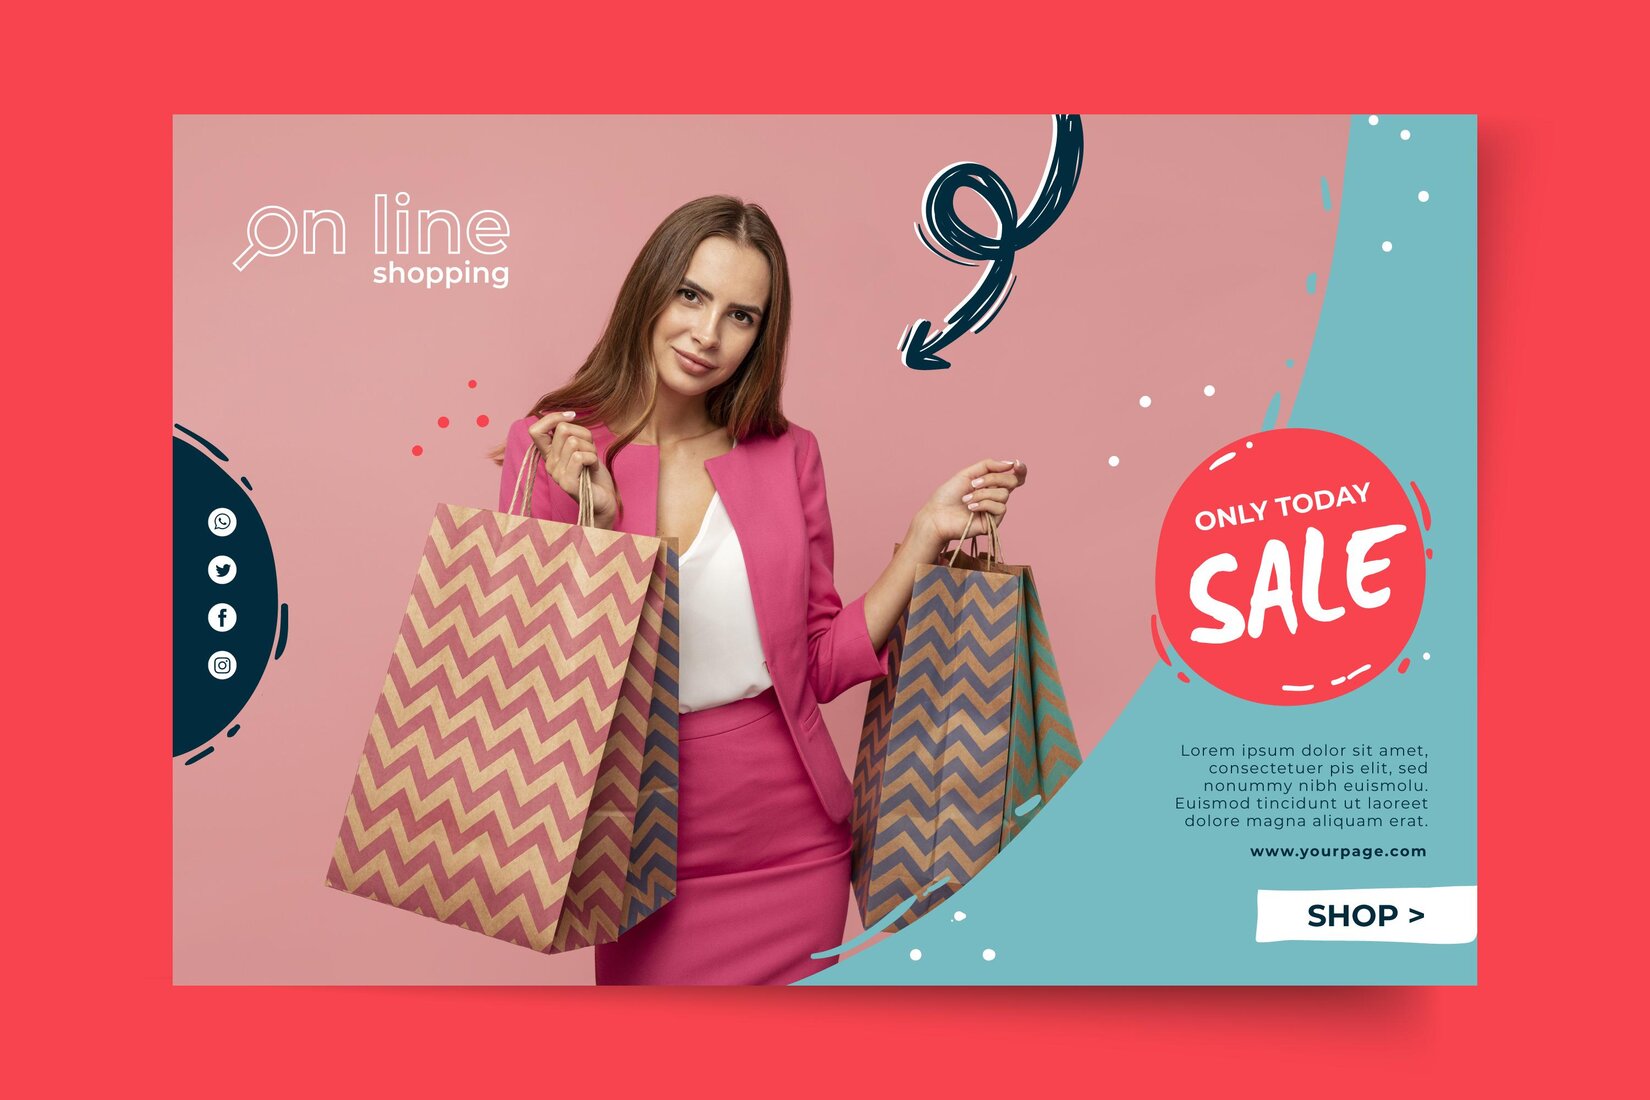 On line
shopping
ONLY TODAY
SALE
Lorem ipsum dolor sit amet,
consectetuer pis elit, sed
nonummy nibh euismolu.
Euismod tincidunt ut laoreet
dolore magna aliquam erat.
www.yourpage.com
SHOP >